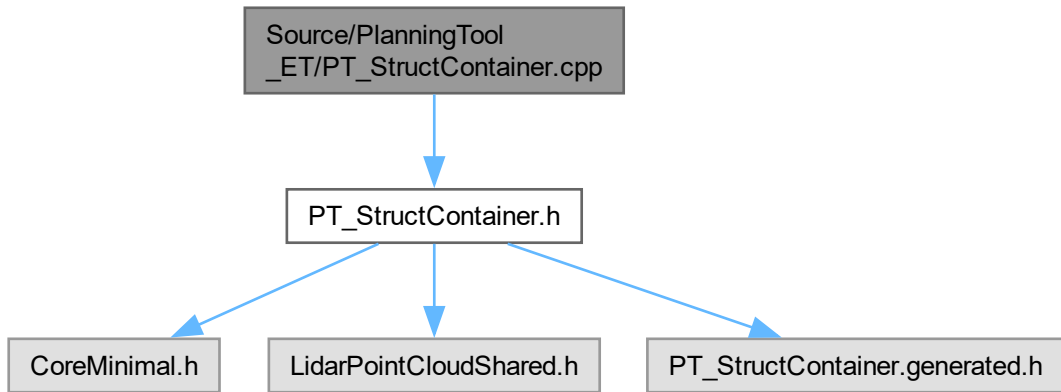 Source/PlanningTool
_ET/PT_StructContainer.cpp
PT_StructContainer.h
CoreMinimal.h
LidarPointCloudShared.h
PT_StructContainer.generated.h